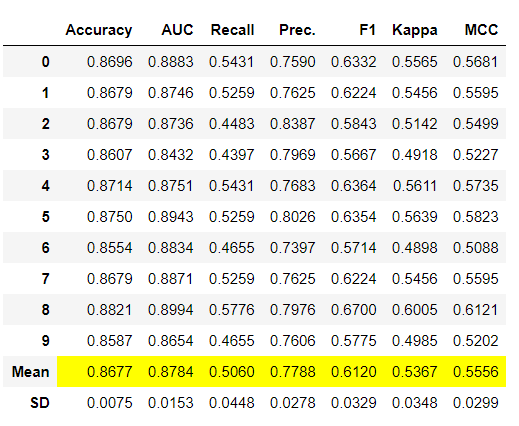 Accuracy AUC Recall Prec. F1 Kappa MCC
0 0.8696 0.8883 0.5431 0.7590 0.6332 0.5565 0.5681
1 0.8679 0.8746 0.5259 0.7625 0.6224 0.5456 0.5595
2 0.8679 0.8736 0.4483 0.8387 0.5843 0.5142 0.5499
3 0.8607 0.8432 0.4397 0.7969 0.5667 0.4918 0.5227
4 0.8714 0.8751 0.5431 0.7683 0.6364 0.5611 0.5735
5 0.8750 0.8943 0.5259 0.8026 0.6354 0.5639 0.5823
6 0.8554 0.8834 0.4655 0.7397 0.5714 0.4898 0.5088
7 0.8679 0.8871 0.5259 0.7625 0.6224 0.5456 0.5595
8 0.8821 0.8994 0.5776 0.7976 0.6700 0.6005 0.6121
9 0.8587 0.8654 0.4655 0.7606 0.5775 0.4985 0.5202
Mean 0.8677 0.8784 0.5060 0.7788 0.6120 0.5367 0.5556
SD 0.0075 0.0153 0.0448 0.0278 0.0329 0.0348 0.0299